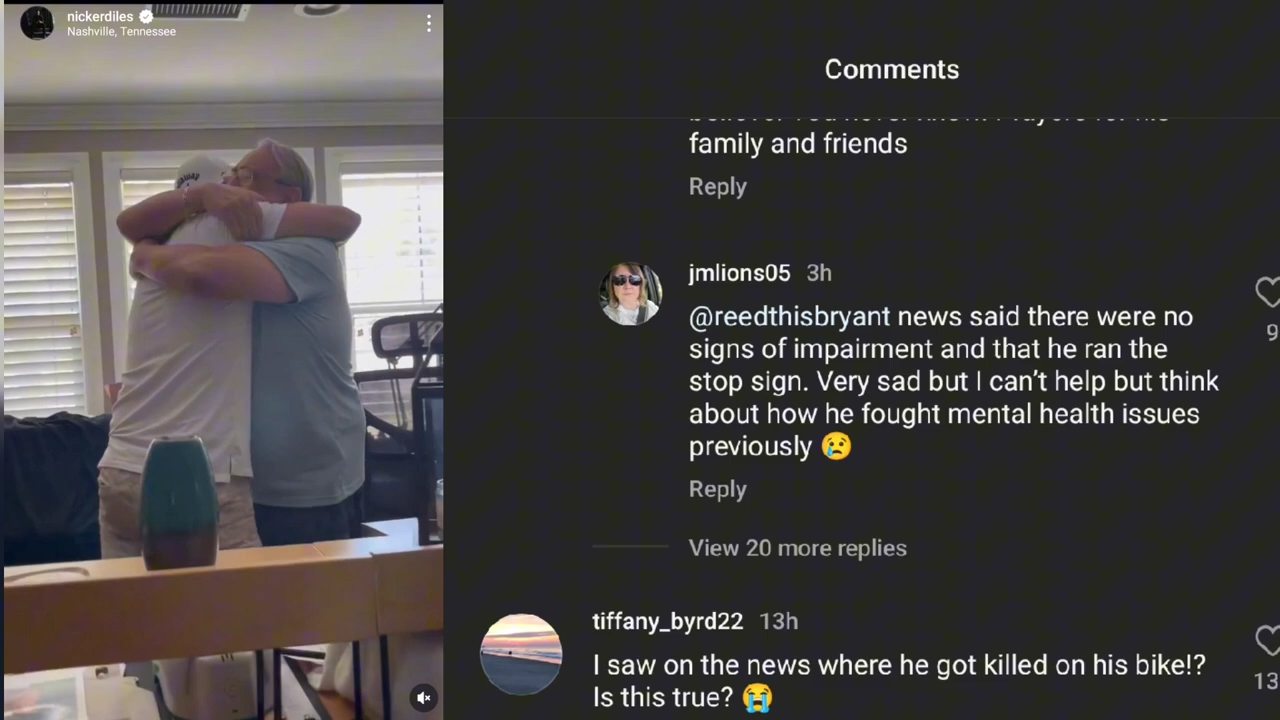 nickerdiles
Nashville, Tennessee
Comments
family and friends
Reply
jmlions05 3h
@reedthisbryant news said there were no
signs of impairment and that he ran the
stop sign. Very sad but I can't help but think
about how he fought mental health issues
previously 😢
9
Reply
View 20 more replies
tiffany_byrd22 13h
I saw on the news where he got killed on his bike!?
Is this true? 😭
13